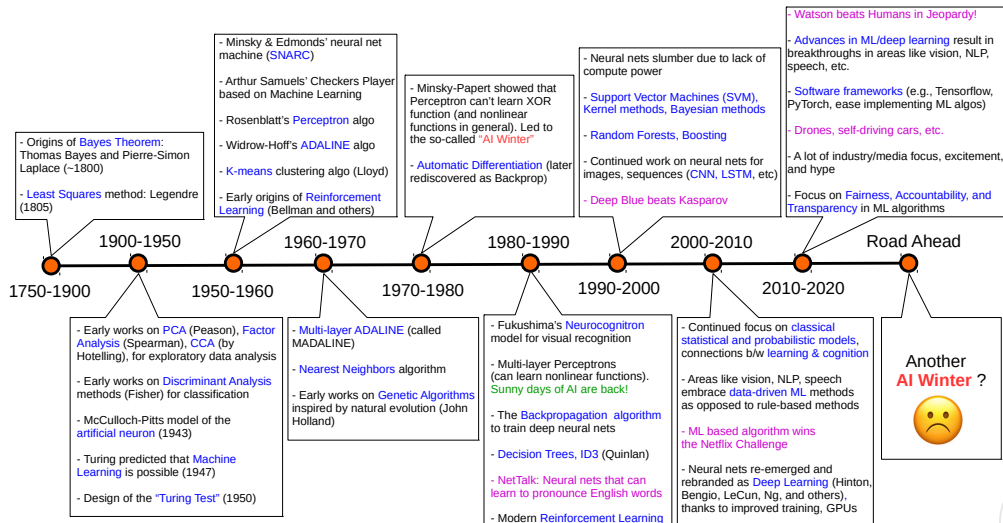 - Origins of Bayes Theorem:
Thomas Bayes and Pierre-Simon
Laplace (~1800)
- Least Squares method: Legendre
(1805)
- Minsky & Edmonds' neural net
machine (SNARC)
- Arthur Samuels' Checkers Player
based on Machine Learning
- Rosenblatt's Perceptron algo
- Widrow-Hoff's ADALINE algo
- K-means clustering algo (Lloyd)
- Early origins of Reinforcement
Learning (Bellman and others)
- Minsky-Papert showed that
Perceptron can't learn XOR
function (and nonlinear
functions in general). Led to
the so-called "AI Winter"
- Automatic Differentiation (later
rediscovered as Backprop)
- Neural nets slumber due to lack of
compute power
- Support Vector Machines (SVM),
Kernel methods, Bayesian methods
- Random Forests, Boosting
- Continued work on neural nets for
images, sequences (CNN, LSTM, etc)
- Deep Blue beats Kasparov
- Watson beats Humans in Jeopardy!
- Advances in ML/deep learning result in
breakthroughs in areas like vision, NLP,
speech, etc.
- Software frameworks (e.g., Tensorflow,
PyTorch, ease implementing ML algos)
- Drones, self-driving cars, etc.
- A lot of industry/media focus, excitement,
and hype
- Focus on Fairness, Accountability, and
Transparency in ML algorithms
1900-1950
1960-1970
1980-1990
2000-2010
Road Ahead
1750-1900
1950-1960
1970-1980
1990-2000
2010-2020
- Early works on PCA (Peason), Factor
Analysis (Spearman), CCA (by
Hotelling), for exploratory data analysis
- Early works on Discriminant Analysis
methods (Fisher) for classification
- McCulloch-Pitts model of the
artificial neuron (1943)
- Turing predicted that Machine
Learning is possible (1947)
- Design of the "Turing Test" (1950)
- Multi-layer ADALINE (called
MADALINE)
- Nearest Neighbors algorithm
- Early works on Genetic Algorithms
inspired by natural evolution (John
Holland)
- Fukushima's Neurocognitron
model for visual recognition
- Multi-layer Perceptrons
(can learn nonlinear functions).
Sunny days of AI are back!
- The Backpropagation algorithm
to train deep neural nets
- Decision Trees, ID3 (Quinlan)
- NetTalk: Neural nets that can
learn to pronounce English words
- Modern Reinforcement Learning
- Continued focus on classical
statistical and probabilistic models,
connections b/w learning & cognition
- Areas like vision, NLP, speech
embrace data-driven ML methods
as opposed to rule-based methods
- ML based algorithm wins
the Netflix Challenge
- Neural nets re-emerged and
rebranded as Deep Learning (Hinton,
Bengio, LeCun, Ng, and others),
thanks to improved training, GPUs
Another
AI Winter ?